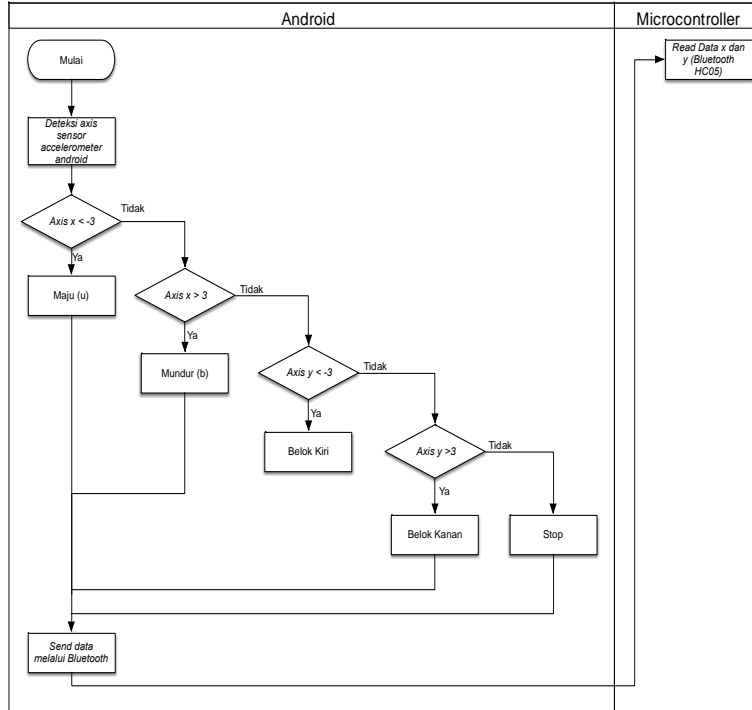 Android
Microcontroller
Mulai
Read Data x dan
y (Bluetooth
HC05)
Deteksi axis
sensor
accelerometer
android
Axis x < -3
Tidak
Ya
Maju (u)
Axis x > 3
Tidak
Ya
Mundur (b)
Axis y < -3
Tidak
Ya
Belok Kiri
Axis y >3
Tidak
Ya
Belok Kanan
Stop
Send data
melalui Bluetooth